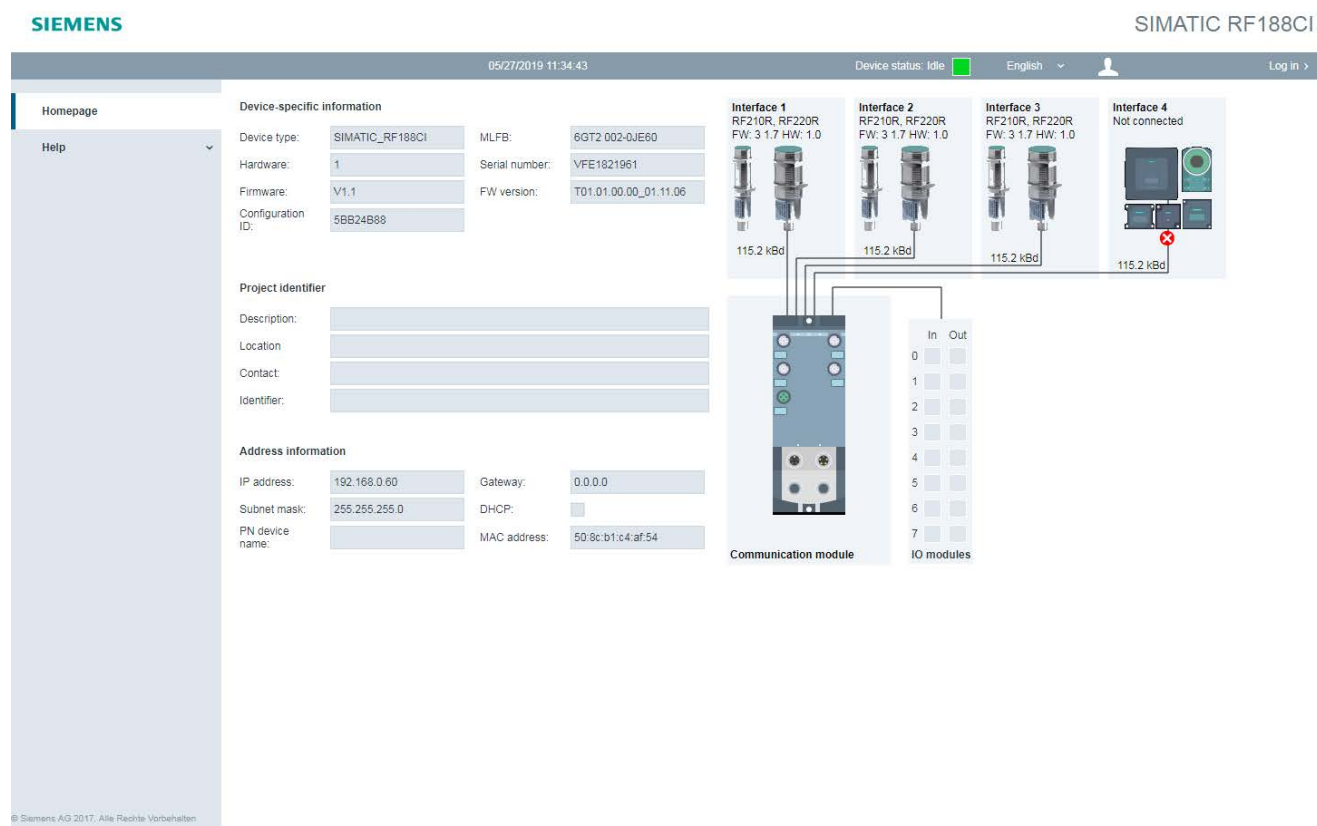 SIEMENS
SIMATIC RF188CI
05/27/2019 11:34:43
Device status: Idle
English
Log in >
Homepage
Help
Device-specific information
Device type: SIMATIC_RF188CI MLFB: 6GT2 002-0JE60
Hardware: 1 Serial number: VFE1821961
Firmware: V1.1 FW version: T01.01.00.00_01.11.06
Configuration
ID: 5BB24B88
Project identifier
Description:
Location
Contact:
Identifier:
Address information
IP address: 192.168.0.60 Gateway: 0.0.0.0
Subnet mask: 255.255.255.0 DHCP:
PN device
name:
MAC address: 50:8c:b1:c4:af:54
Interface 1
RF210R, RF220R
FW: 3 1.7 HW: 1.0
115.2 kBd
Interface 2
RF210R, RF220R
FW: 3 1.7 HW: 1.0
115.2 kBd
Interface 3
RF210R, RF220R
FW: 3 1.7 HW: 1.0
115.2 kBd
Interface 4
Not connected
115.2 kBd
Communication module
In Out
0
1
2
3
4
5
6
7
IO modules
© Siemens AG 2017. Alle Rechte Vorbehalten